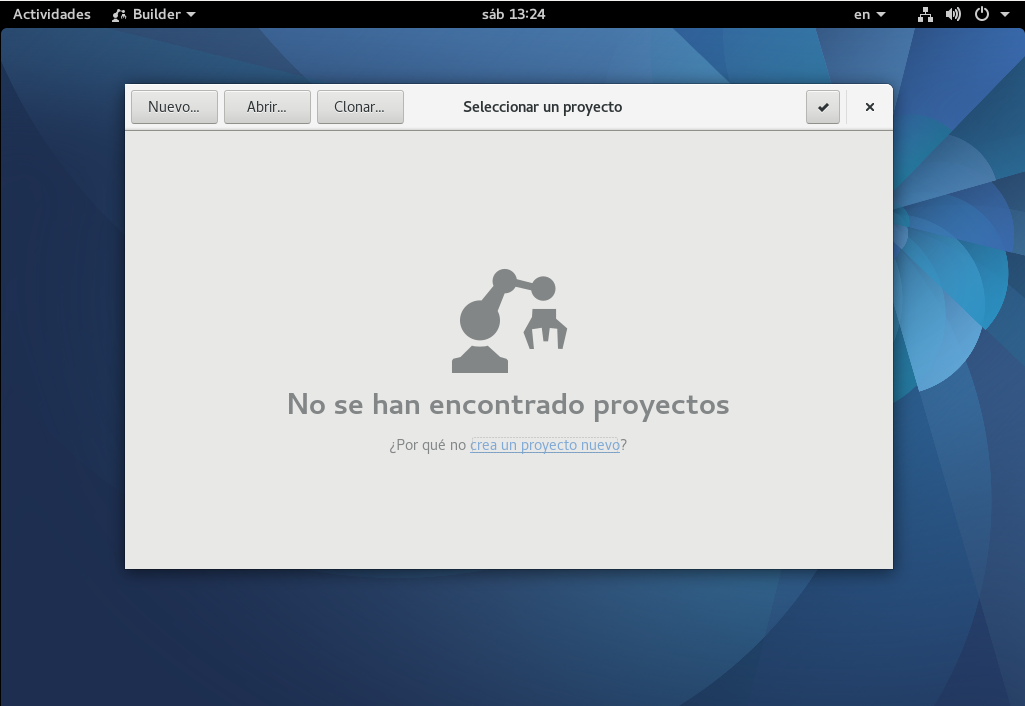 Actividades Builder sáb 13:24 en
Nuevo... Abrir... Clonar... Seleccionar un proyecto
No se han encontrado proyectos
¿Por qué no crea un proyecto nuevo?